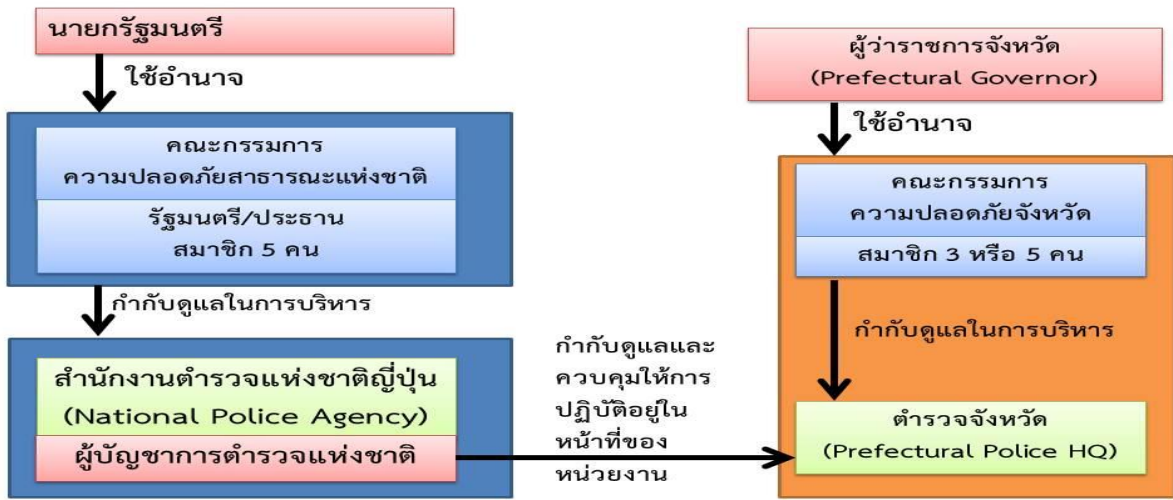 นายกรัฐมนตรี
ใช้อำนาจ
คณะกรรมการ
ความปลอดภัยสาธารณะแห่งชาติ
รัฐมนตรี/ประธาน
สมาชิก 5 คน
กำกับดูแลในการบริหาร
สำนักงานตำรวจแห่งชาติญี่ปุ่น
(National Police Agency)
ผู้บัญชาการตำรวจแห่งชาติ
กำกับดูแลและ
ควบคุมให้การ
ปฏิบัติอยู่ใน
หน้าที่ของ
หน่วยงาน
ผู้ว่าราชการจังหวัด
(Prefectural Governor)
ใช้อำนาจ
คณะกรรมการ
ความปลอดภัยจังหวัด
สมาชิก 3 หรือ 5 คน
กำกับดูแลในการบริหาร
ตำรวจจังหวัด
(Prefectural Police HQ)